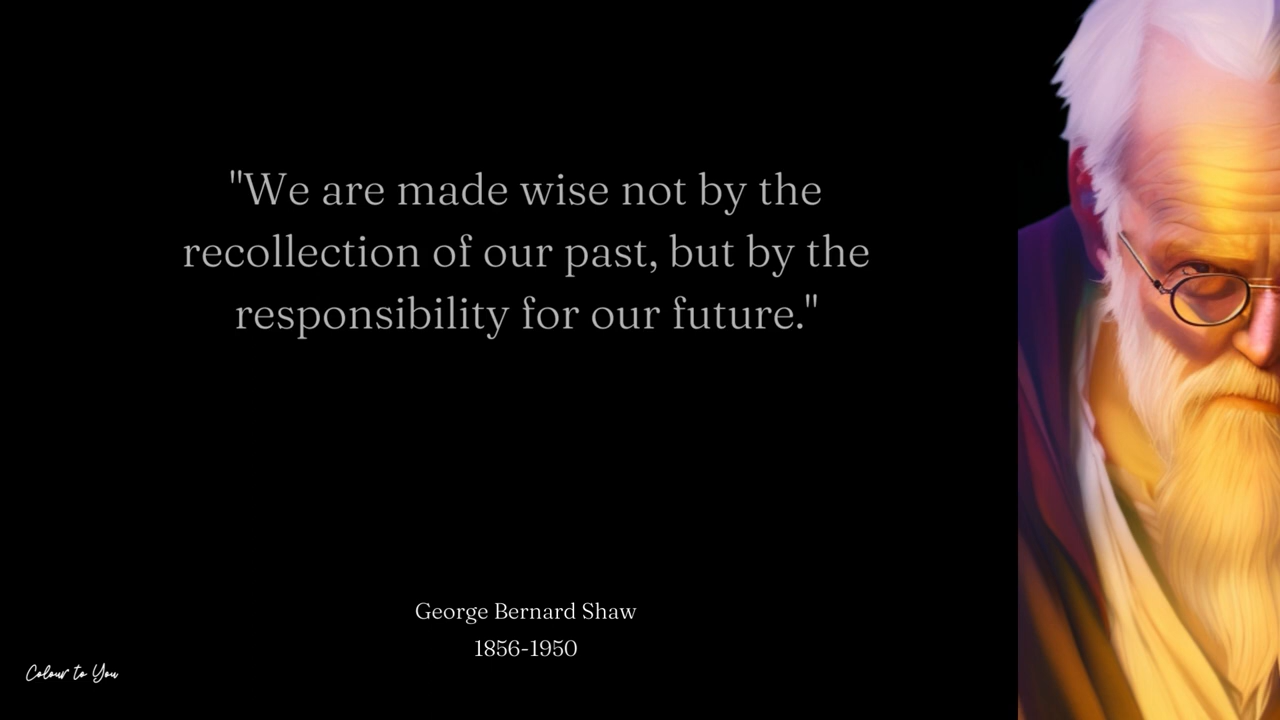 "We are made wise not by the
recollection of our past, but by the
responsibility for our future."
George Bernard Shaw
1856-1950
Colour to You